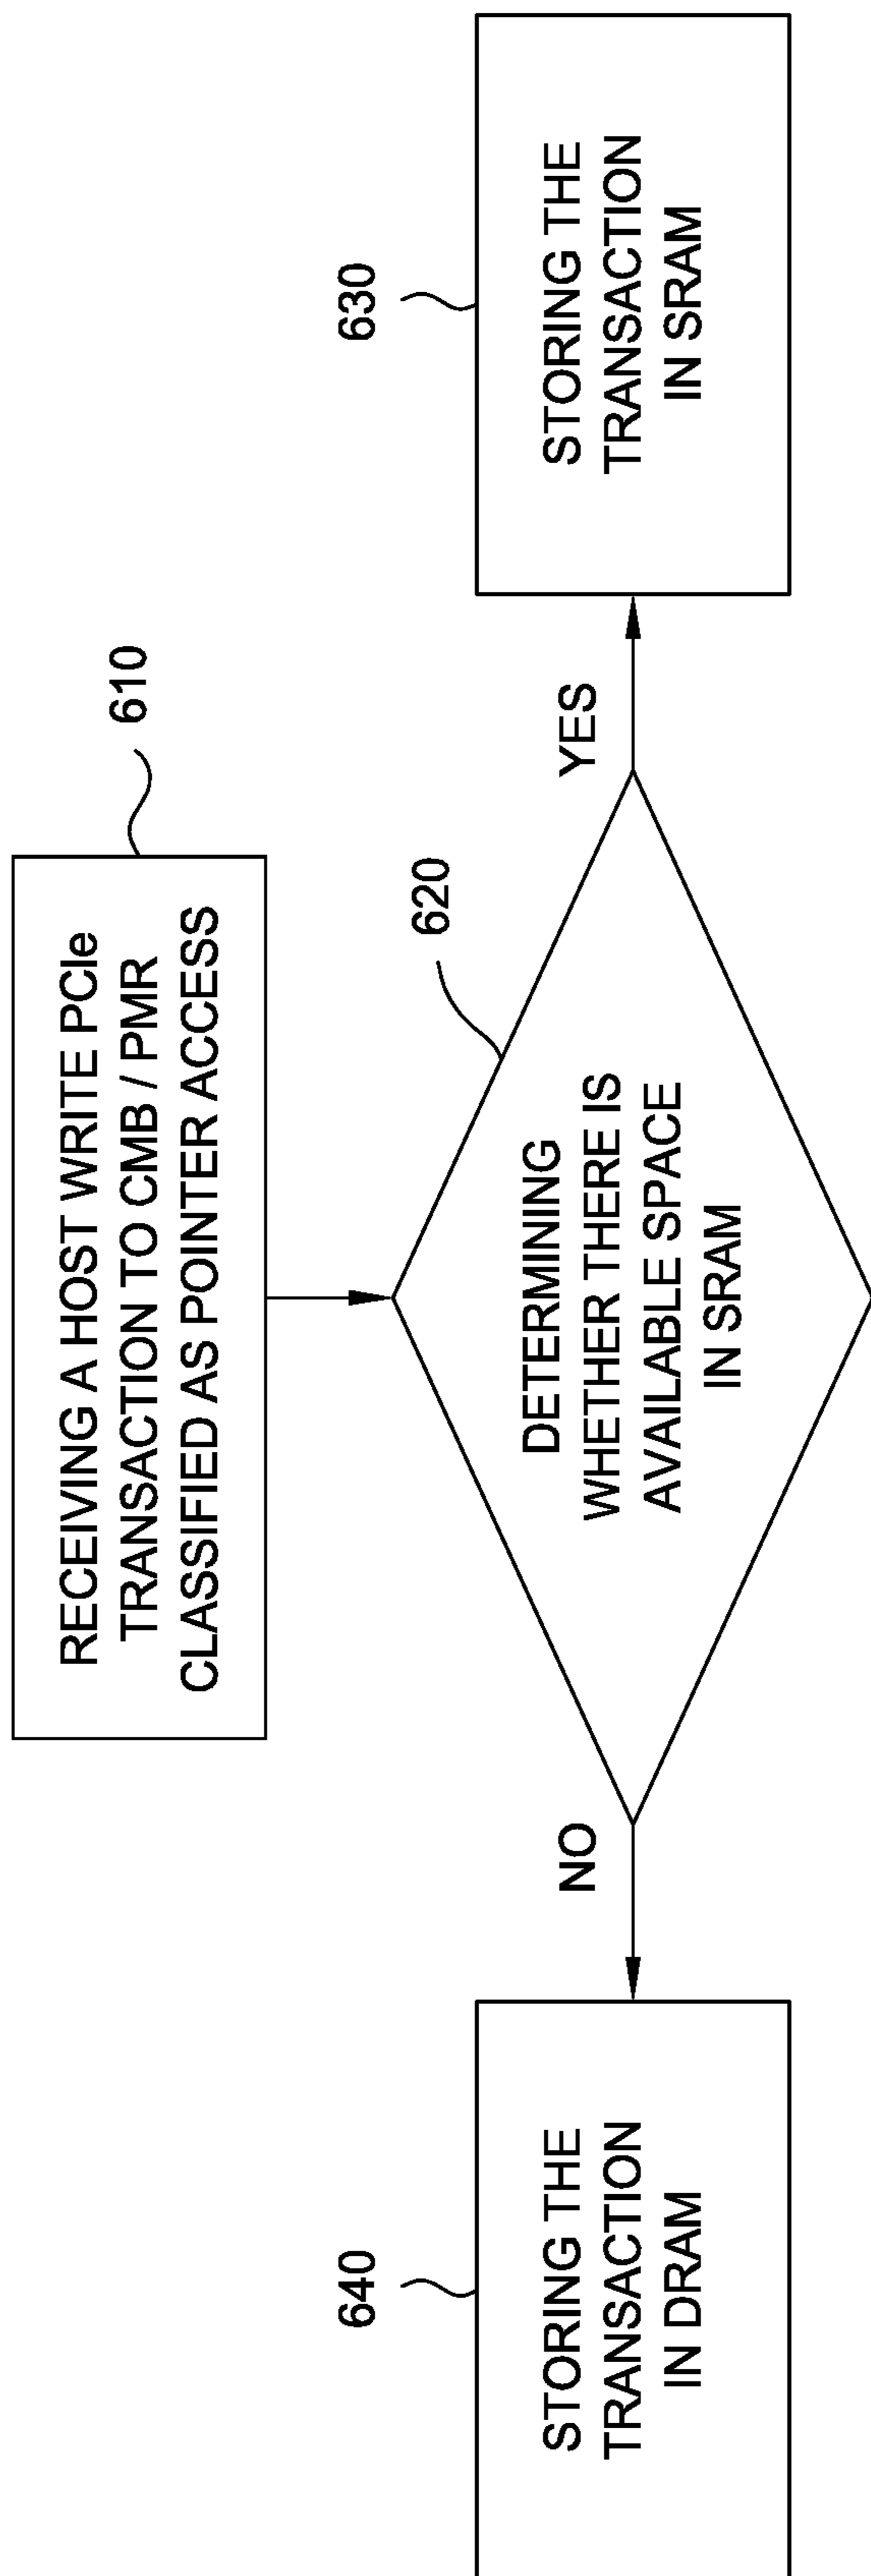 610
RECEIVING A HOST WRITE PCIe
TRANSACTION TO CMB / PMR
CLASSIFIED AS POINTER ACCESS
620
DETERMINING
WHETHER THERE IS
AVAILABLE SPACE
IN SRAM
NO
YES
640
STORING THE
TRANSACTION
IN DRAM
630
STORING THE
TRANSACTION
IN SRAM